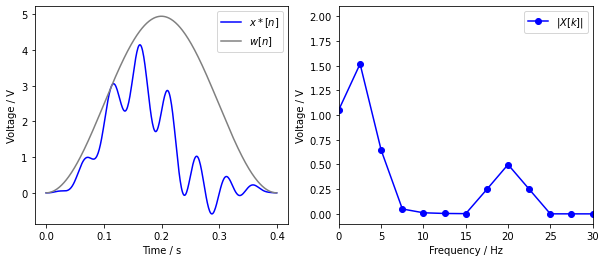 x*[n]
w[n]
5
4
3
2
1
0
Voltage / V
0.0 0.1 0.2 0.3 0.4
Time / s
|X[k]|
2.00
1.75
1.50
1.25
1.00
0.75
0.50
0.25
0.00
Voltage / V
0 5 10 15 20 25 30
Frequency / Hz